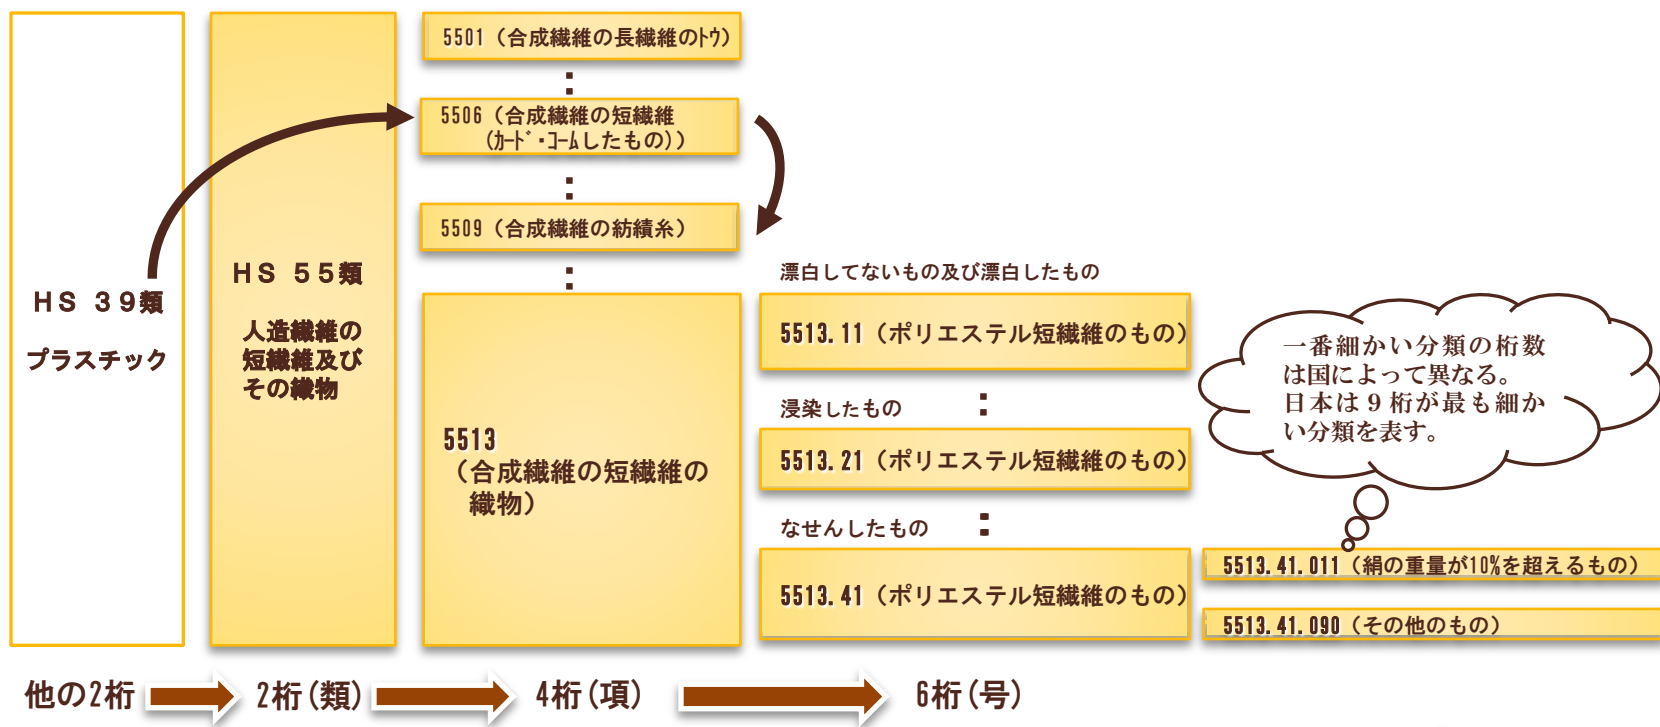 HS 39類
プラスチック
HS 55類
人造繊維の
短繊維及び
その織物
5501（合成繊維の長繊維のﾄｳ）
：
5506（合成繊維の短繊維
(ｶｰﾄﾞ・ｺｰﾑしたもの)）
：
5509（合成繊維の紡績糸）
：
5513
（合成繊維の短繊維の
織物）
漂白してないもの及び漂白したもの
5513.11（ポリエステル短繊維のもの）
浸染したもの　：
5513.21（ポリエステル短繊維のもの）
なせんしたもの　：
5513.41（ポリエステル短繊維のもの）
一番細かい分類の桁数
は国によって異なる。
日本は９桁が最も細か
い分類を表す。
5513.41.011（絹の重量が10%を超えるもの）
5513.41.090（その他のもの）
他の2桁　2桁(類)　4桁(項)　6桁(号)